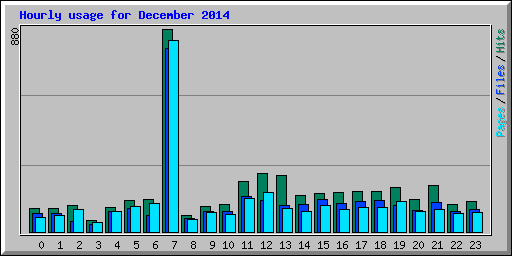 Hourly usage for December 2014
880
Pages / Files / Hits
0 1 2 3 4 5 6 7 8 9 10 11 12 13 14 15 16 17 18 19 20 21 22 23